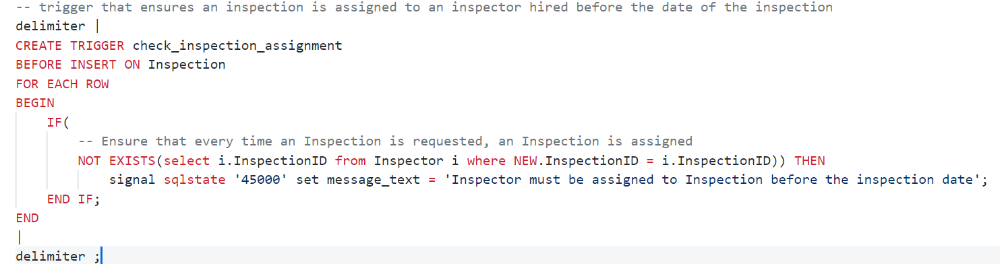 -- trigger that ensures an inspection is assigned to an inspector hired before the date of the inspection
delimiter |
CREATE TRIGGER check_inspection_assignment
BEFORE INSERT ON Inspection
FOR EACH ROW
BEGIN
    IF(
        -- Ensure that every time an Inspection is requested, an Inspection is assigned
        NOT EXISTS(select i.InspectionID from Inspector i where NEW.InspectionID = i.InspectionID)) THEN
            signal sqlstate '45000' set message_text = 'Inspector must be assigned to Inspection before the inspection date';
    END IF;
END
|
delimiter ;